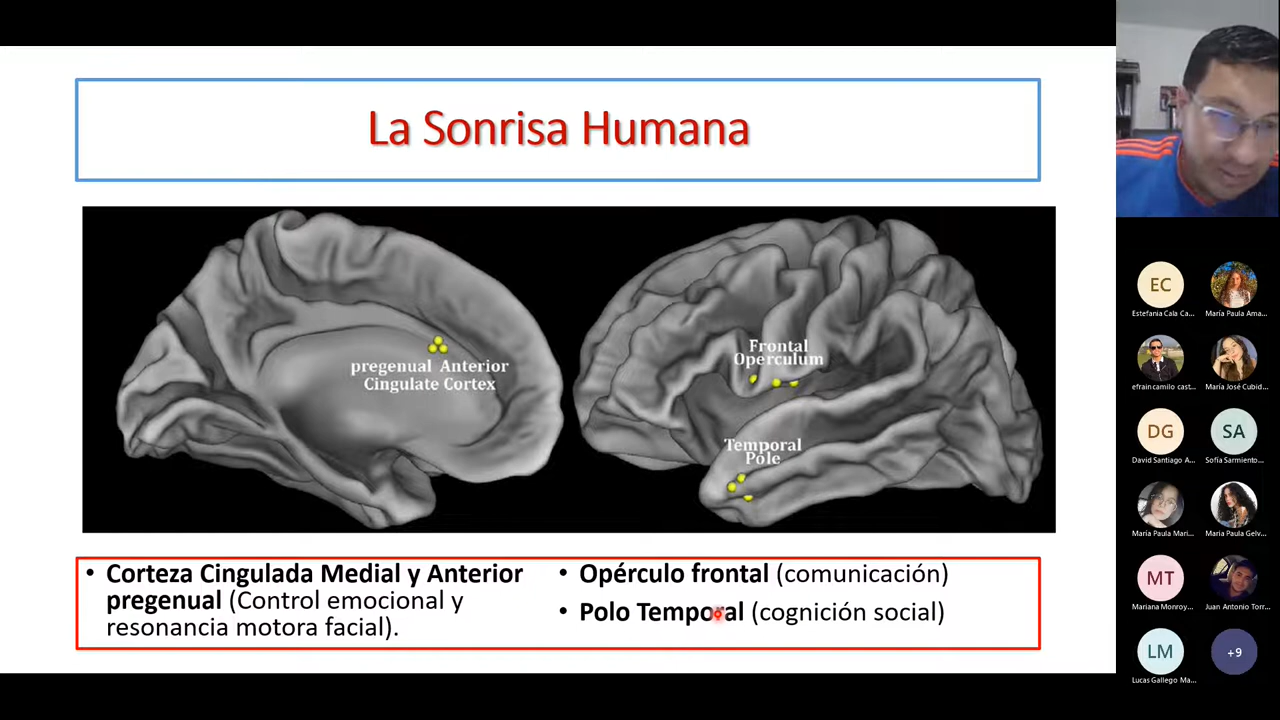 La Sonrisa Humana
pregenual Anterior
Cingulate Cortex
Frontal
Operculum
Temporal
Pole
• Corteza Cingulada Medial y Anterior
pregenual (Control emocional y
resonancia motora facial).
• Opérculo frontal (comunicación)
• Polo Temporal (cognición social)
EC
Estefania Cala Ca...
María Paula Ama...
efrain camilo cast...
María José Cubid...
DG
David Santiago A...
SA
Sofía Sarmiento...
María Paula Mari...
Maria Paula Gelv...
MT
Mariana Monroy...
Juan Antonio Torr...
LM
Lucas Gallego Ma...
+9